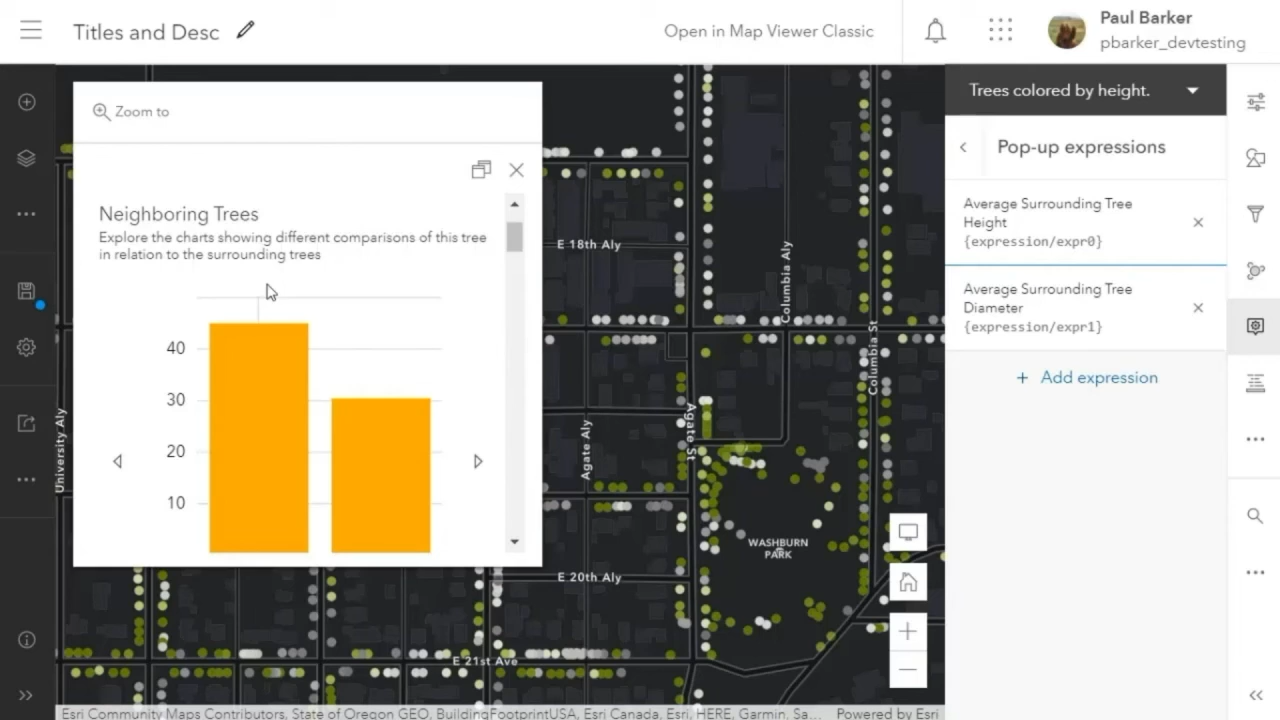 Titles and Desc
Open in Map Viewer Classic
Paul Barker
pbarker_devtesting
Zoom to
Neighboring Trees
Explore the charts showing different comparisons of this tree
in relation to the surrounding trees
40
30
20
10
E 18th Aly
Columbia Aly
Columbia St
University Aly
Agate Aly
Agate St
WASHBURN
PARK
E 20th Aly
E 21st Ave
Esri Community Maps Contributors, State of Oregon GEO, BuildingFootprintUSA, Esri Canada, Esri, HERE, Garmin, Sa...
Powered by Esri
Trees colored by height.
Pop-up expressions
Average Surrounding Tree
Height
{expression/expr0}
Average Surrounding Tree
Diameter
{expression/expr1}
+ Add expression